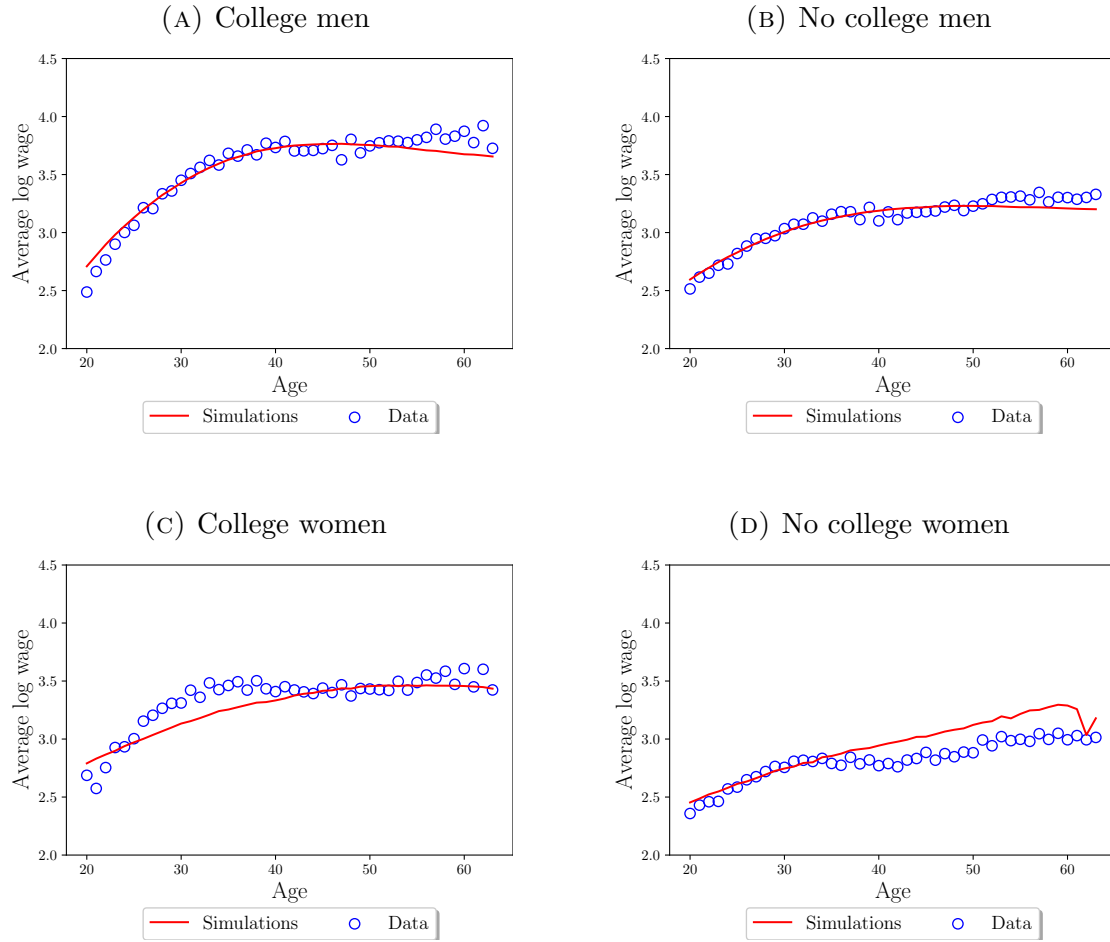 (A) College men
4.5
4.0
3.5
3.0
2.5
2.0
Average log wage
20 30 40 50 60
Age
Simulations Data
(B) No college men
4.5
4.0
3.5
3.0
2.5
2.0
Average log wage
20 30 40 50 60
Age
Simulations Data
(C) College women
4.5
4.0
3.5
3.0
2.5
2.0
Average log wage
20 30 40 50 60
Age
Simulations Data
(D) No college women
4.5
4.0
3.5
3.0
2.5
2.0
Average log wage
20 30 40 50 60
Age
Simulations Data